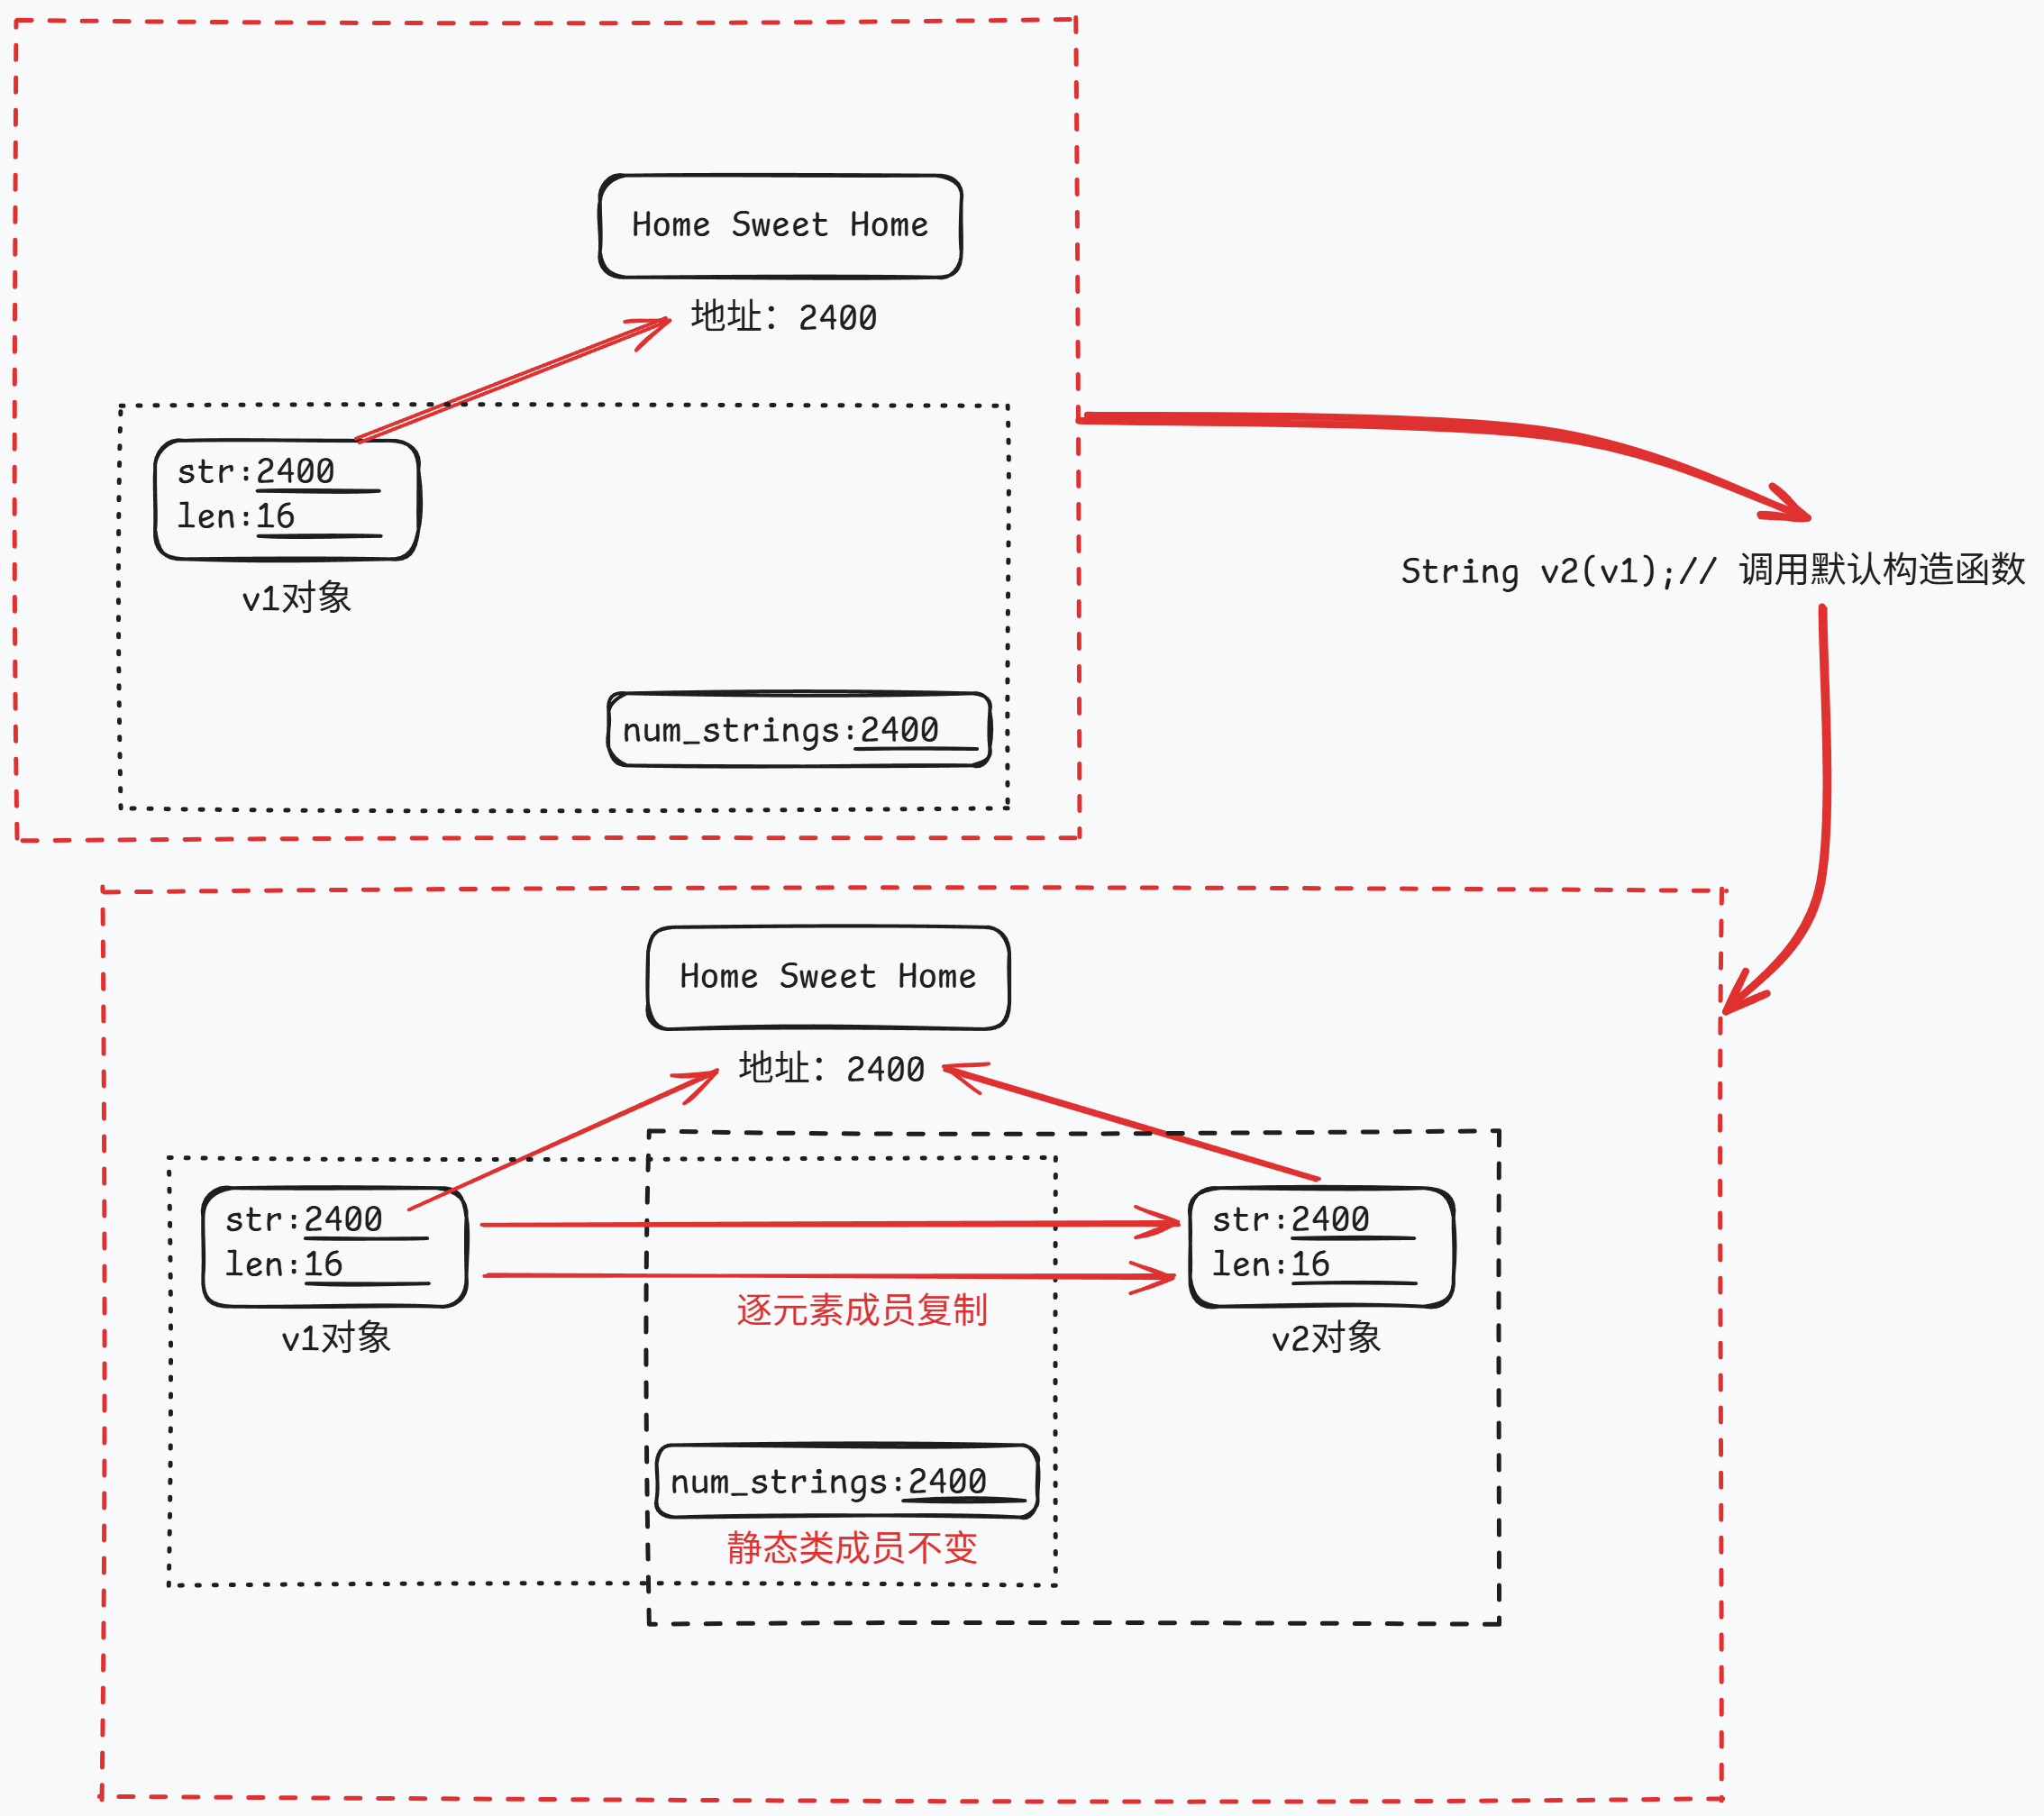 Home Sweet Home
地址：2400
str:2400
len:16
v1对象
num_strings:2400
String v2(v1);// 调用默认构造函数
Home Sweet Home
地址：2400
str:2400
len:16
v1对象
逐元素成员复制
str:2400
len:16
v2对象
num_strings:2400
静态类成员不变